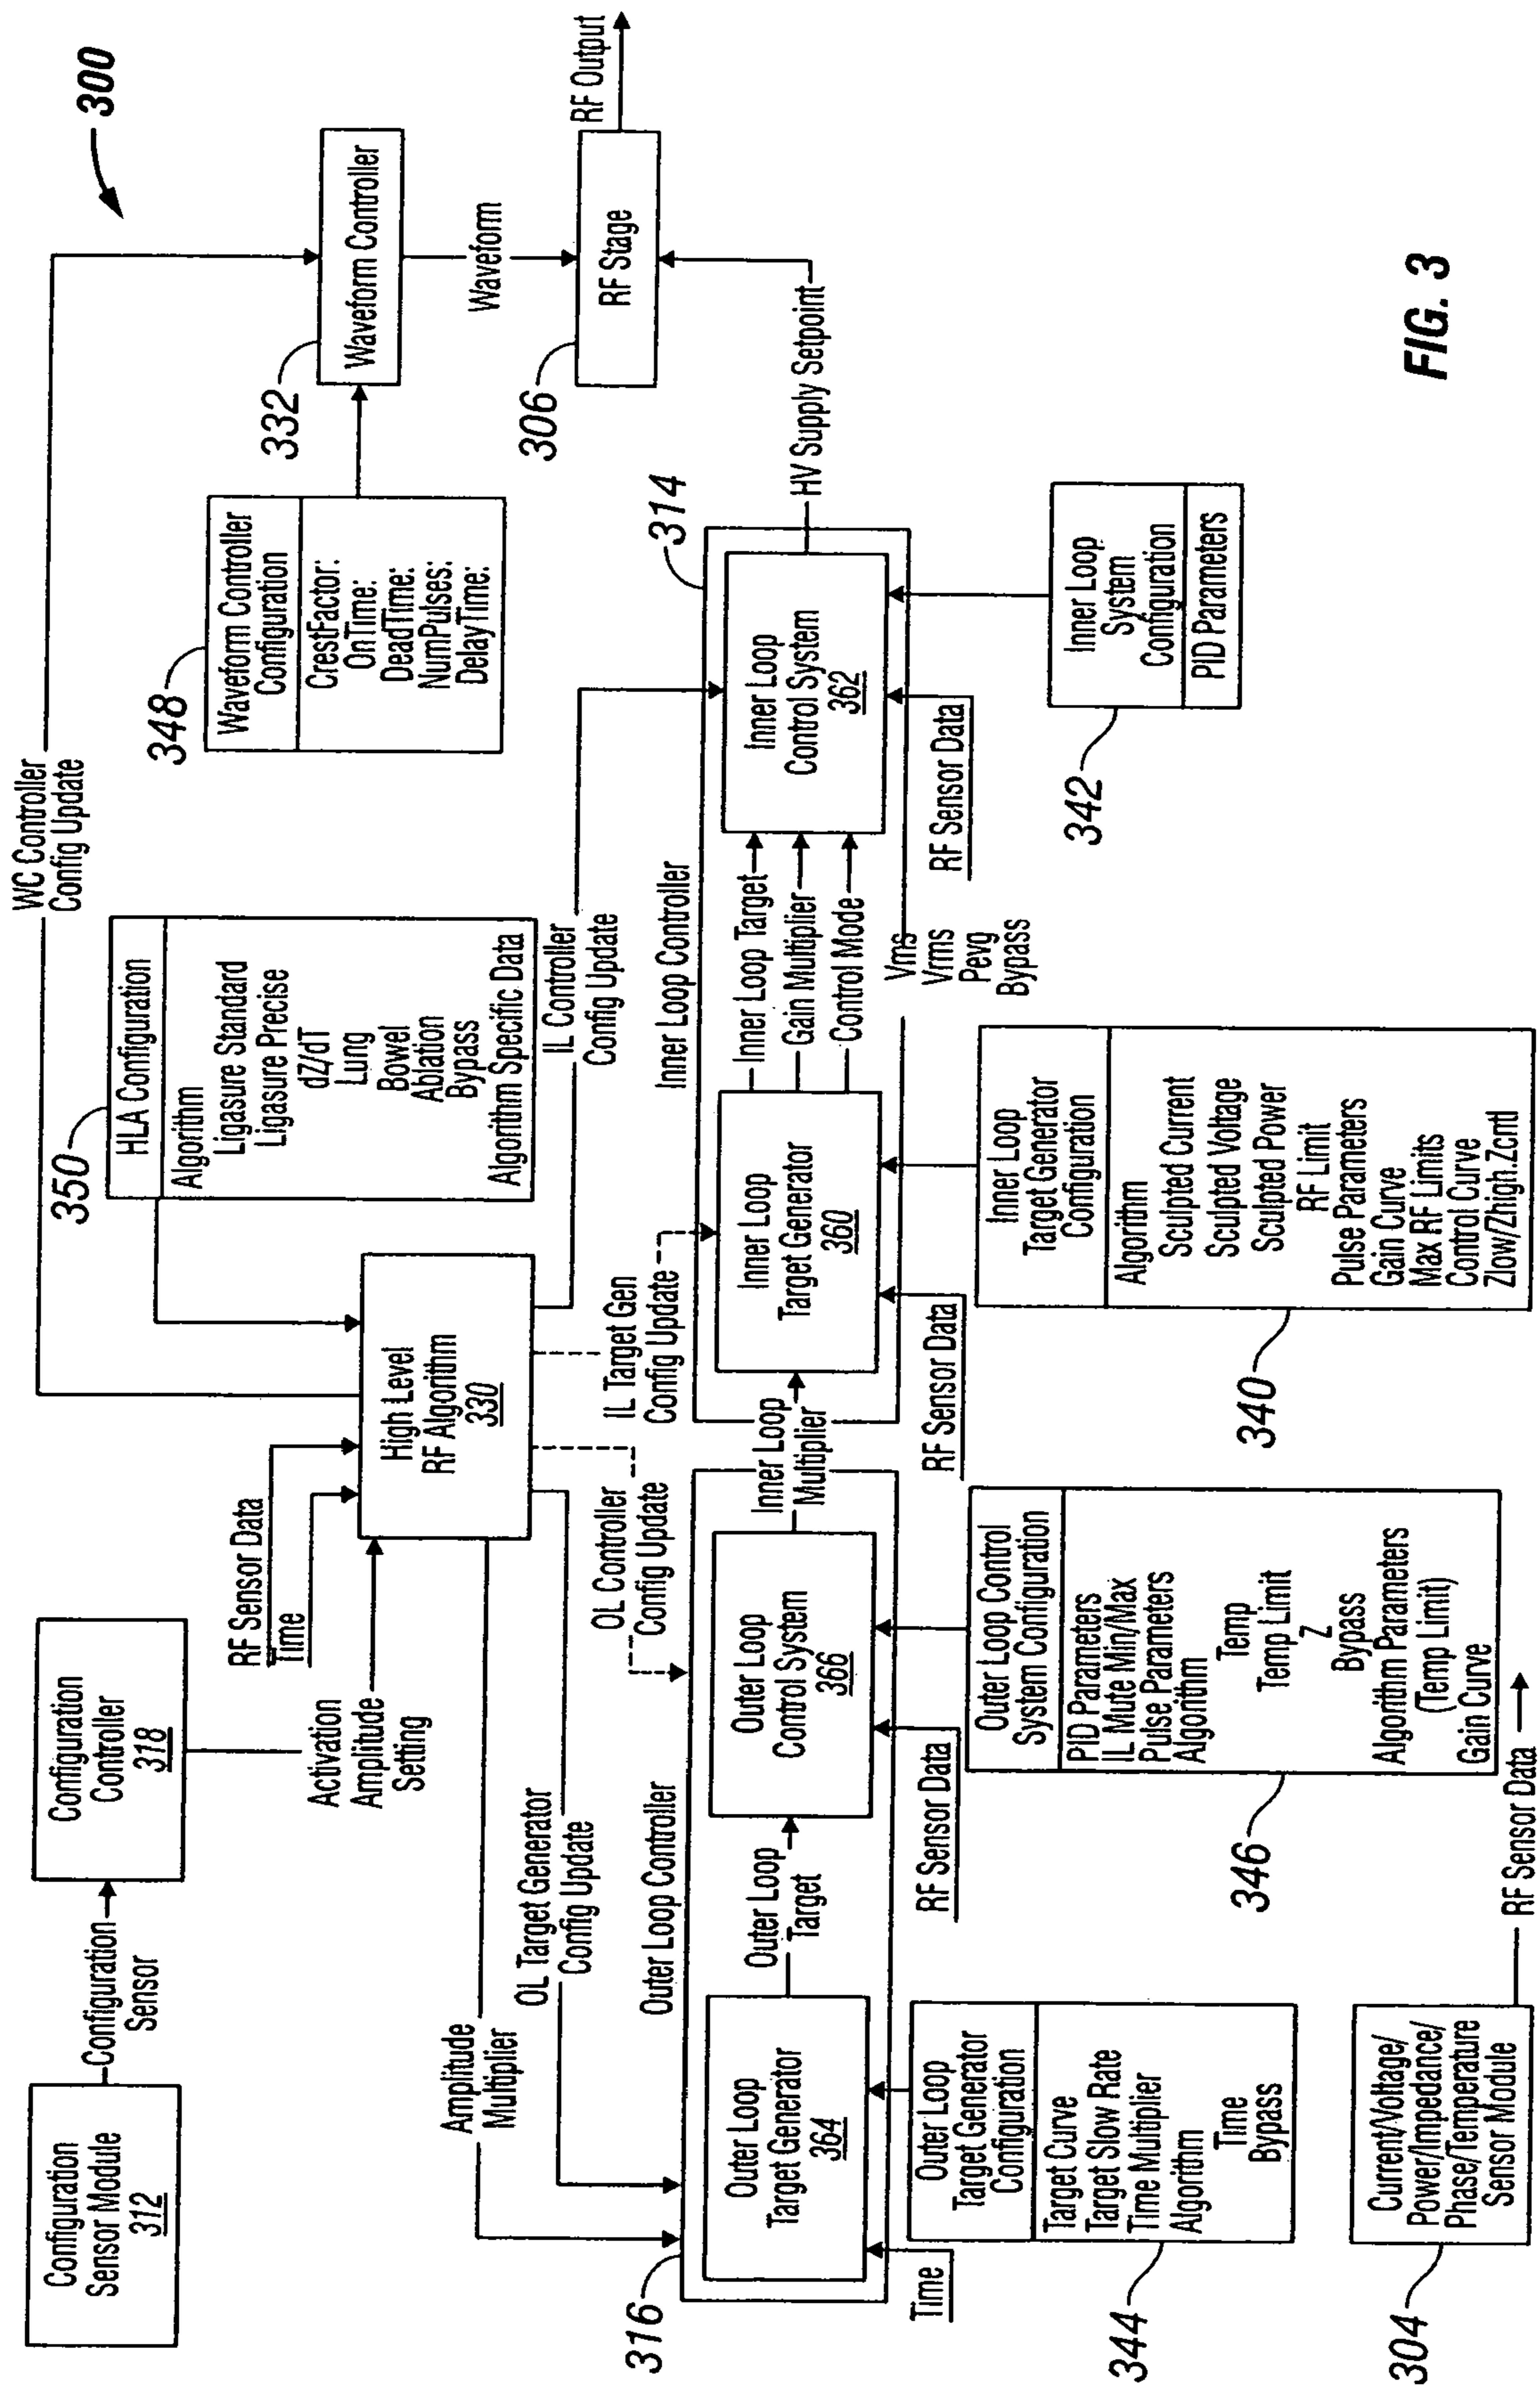 300
Configuration
Sensor Module
312
Configuration
Sensor
Configuration
Controller
318
Activation
Amplitude
Setting
RF Sensor Data
Time
High Level
RF Algorithm
330
350
HLA Configuration
Algorithm
Ligasure Standard
Ligasure Precise
dZ/dT
Lung
Bowel
Ablation
Bypass
Algorithm Specific Data
WC Controller
Config Update
348
Waveform Controller
Configuration
CrestFactor:
OnTime:
DeadTime:
NumPulses:
DelayTime:
332
Waveform Controller
Waveform
306
RF Stage
RF Output
HV Supply Setpoint
Amplitude
Multiplier
OL Target Generator
Config Update
OL Controller
Config Update
IL Target Gen
Config Update
IL Controller
Config Update
316
Outer Loop Controller
Outer Loop
Target Generator
364
Outer Loop
Target
Outer Loop
Control System
366
Inner Loop
Multiplier
Inner Loop Controller
314
Inner Loop
Target Generator
360
Inner Loop Target
Gain Multiplier
Control Mode
Inner Loop
Control System
362
Time
RF Sensor Data
RF Sensor Data
Vms
Vrms
Pevg
Bypass
RF Sensor Data
344
Outer Loop
Target Generator
Configuration
Target Curve
Target Slow Rate
Time Multiplier
Algorithm
Time
Bypass
346
Outer Loop Control
System Configuration
PID Parameters
IL Mute Min/Max
Pulse Parameters
Algorithm
Temp
Temp Limit
Z
Bypass
Algorithm Parameters
(Temp Limit)
Gain Curve
340
Inner Loop
Target Generator
Configuration
Algorithm
Sculpted Current
Sculpted Voltage
Sculpted Power
RF Limit
Pulse Parameters
Gain Curve
Max RF Limits
Control Curve
Zlow/Zhigh.Zcntl
342
Inner Loop
System
Configuration
PID Parameters
304
Current/Voltage/
Power/Impedance/
Phase/Temperature
Sensor Module
RF Sensor Data
FIG. 3